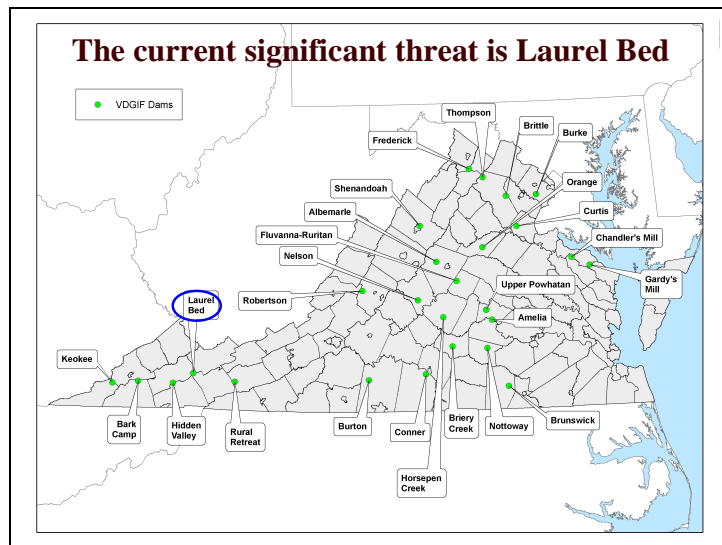 The current significant threat is Laurel Bed
VDGIF Dams
Thompson
Brittle
Frederick
Burke
Orange
Shenandoah
Albemarle
Curtis
Fluvanna-Ruritan
Chandler's Mill
Nelson
Gardy's
Mill
Upper Powhatan
Laurel
Bed
Robertson
Amelia
Keokee
Bark
Camp
Hidden
Valley
Rural
Retreat
Burton
Conner
Briery
Creek
Nottoway
Brunswick
Horsepen
Creek